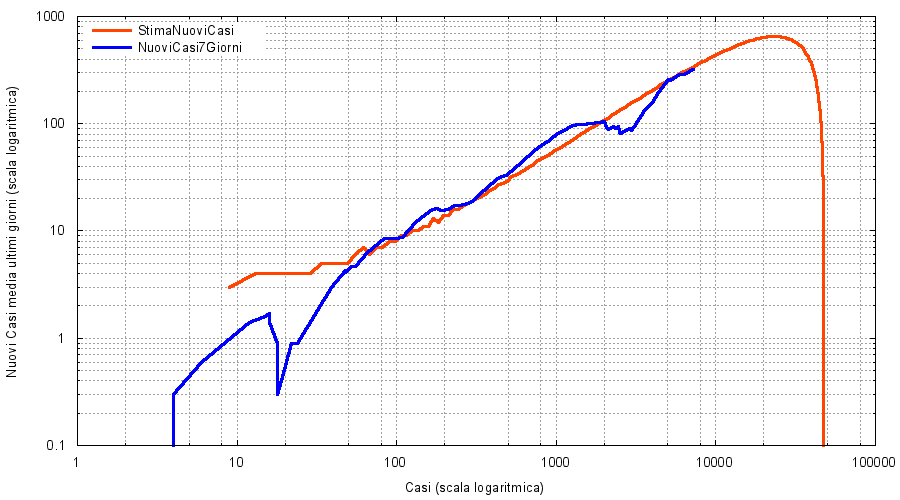 StimaNuoviCasi
NuoviCasi7Giorni
Nuovi Casi media ultimi giorni (scala logaritmica)
1000
100
10
1
0.1
1 10 100 1000 10000 100000
Casi (scala logaritmica)